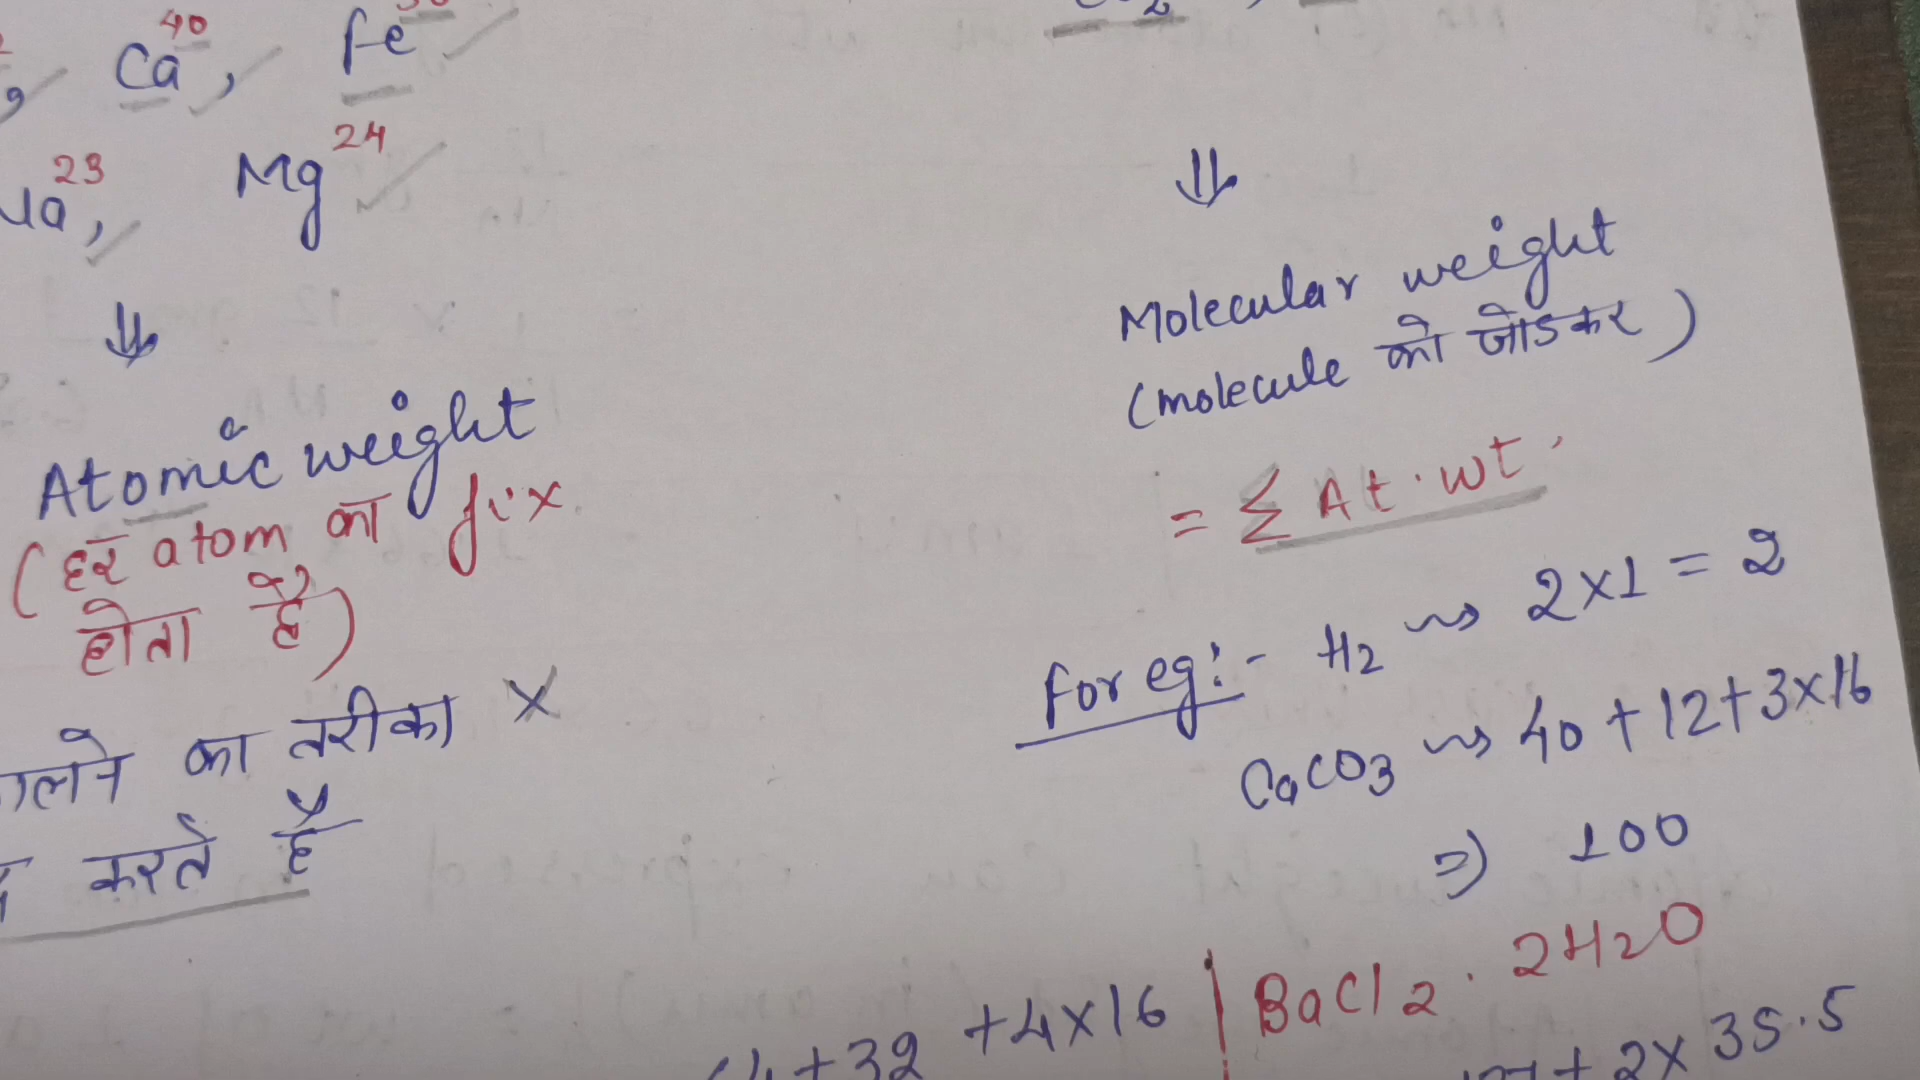 Ca⁴⁰, Fe
Na²³, Mg²⁴
⇓
Atomic weight
(हर atom का fix
होता है)
का तरीका ×
करते है
⇓
Molecular weight
(molecule को जोडकर)
= Σ At. wt.
For eg:- H2 ⇝ 2×1 = 2
CaCO3 ⇝ 40 + 12 + 3×16
=) 100
+32 +4×16 | BaCl2 . 2H2O
+ 2× 35.5